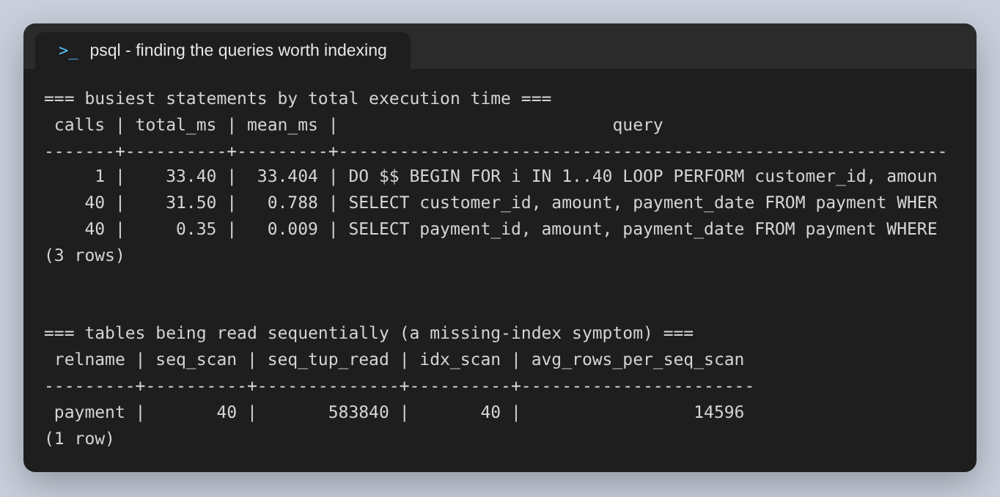 >_ psql - finding the queries worth indexing
=== busiest statements by total execution time ===
 calls | total_ms | mean_ms |                           query
-------+----------+---------+------------------------------------------------------------
     1 |    33.40 |  33.404 | DO $$ BEGIN FOR i IN 1..40 LOOP PERFORM customer_id, amoun
    40 |    31.50 |   0.788 | SELECT customer_id, amount, payment_date FROM payment WHER
    40 |     0.35 |   0.009 | SELECT payment_id, amount, payment_date FROM payment WHERE
(3 rows)
=== tables being read sequentially (a missing-index symptom) ===
 relname | seq_scan | seq_tup_read | idx_scan | avg_rows_per_seq_scan
---------+----------+--------------+----------+-----------------------
 payment |       40 |       583840 |       40 |                 14596
(1 row)